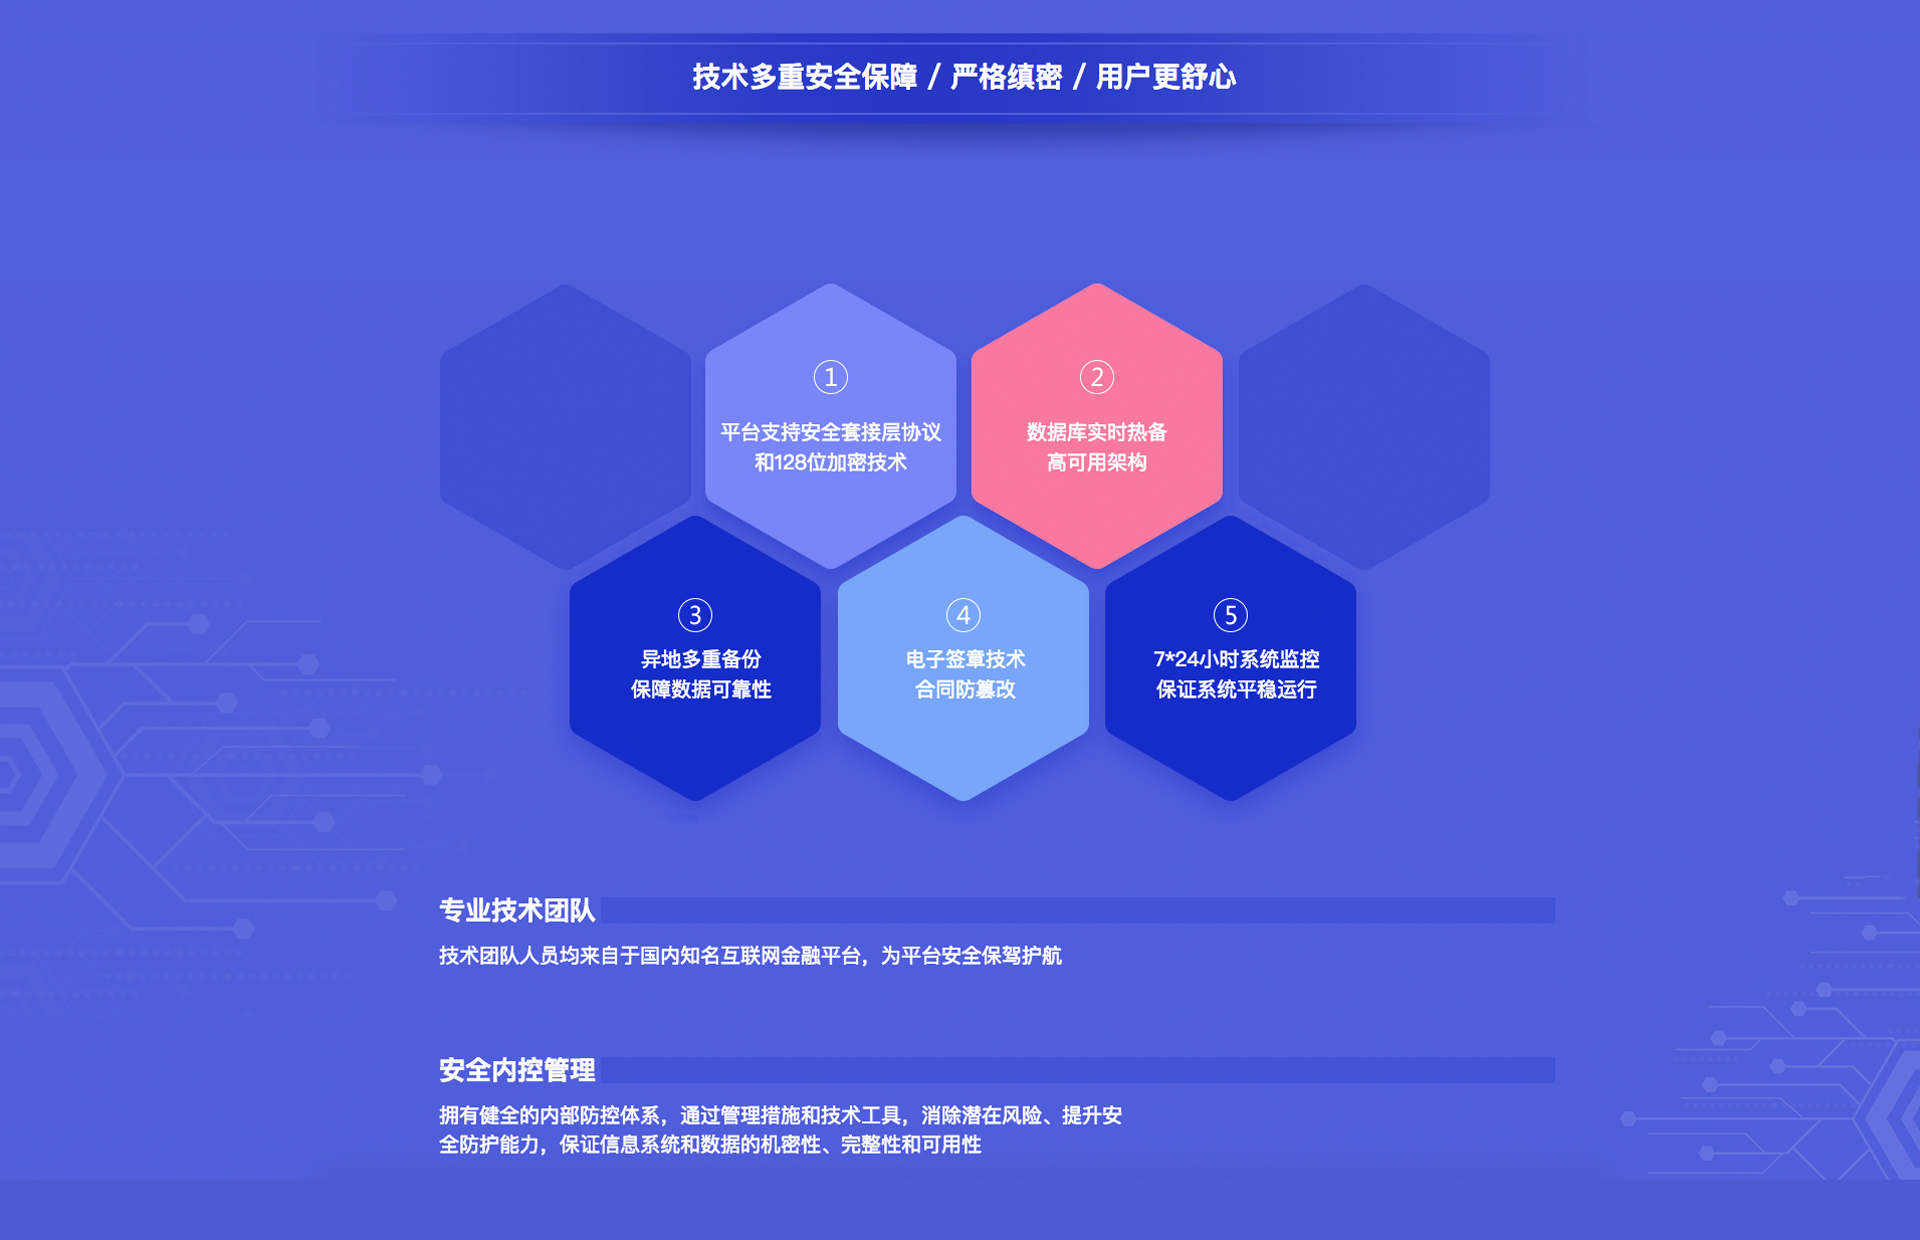 技术多重安全保障 / 严格缜密 / 用户更舒心
①
平台支持安全套接层协议
和128位加密技术
②
数据库实时热备
高可用架构
③
异地多重备份
保障数据可靠性
④
电子签章技术
合同防篡改
⑤
7*24小时系统监控
保证系统平稳运行
专业技术团队
技术团队人员均来自于国内知名互联网金融平台，为平台安全保驾护航
安全内控管理
拥有健全的内部防控体系，通过管理措施和技术工具，消除潜在风险、提升安
全防护能力，保证信息系统和数据的机密性、完整性和可用性